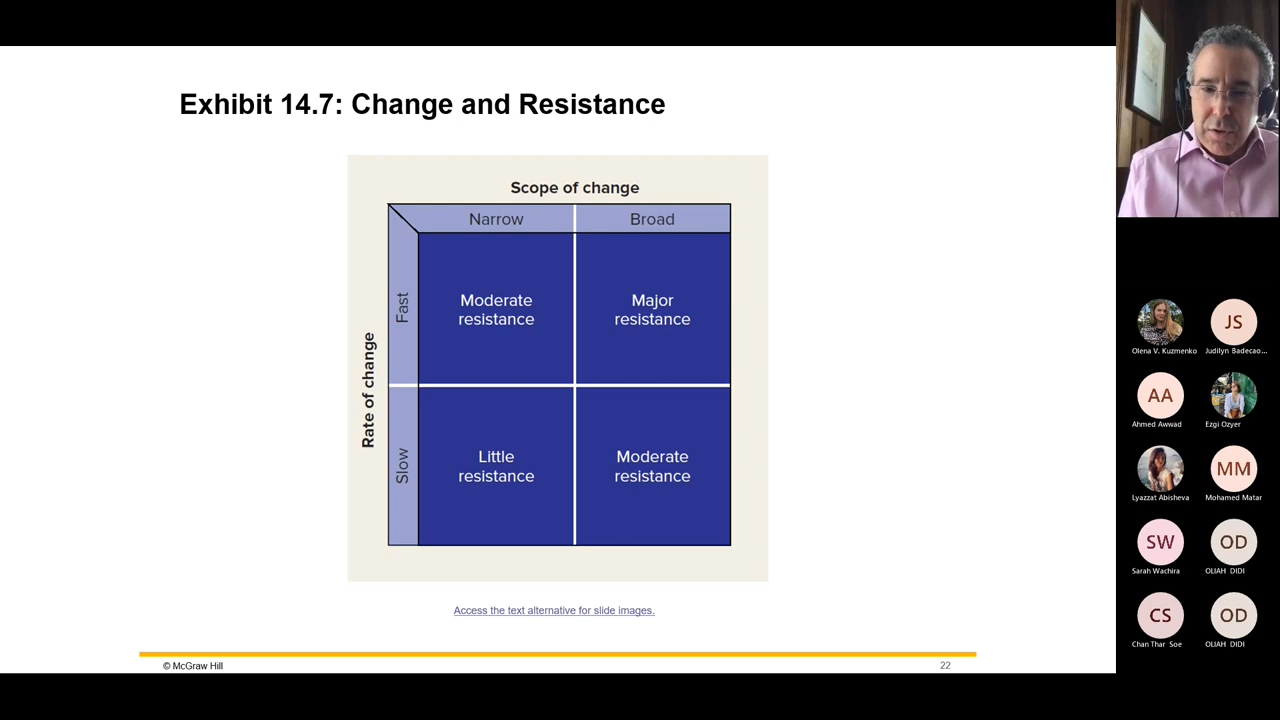 Exhibit 14.7: Change and Resistance
Scope of change
Narrow
Broad
Rate of change
Fast
Moderate
resistance
Major
resistance
Slow
Little
resistance
Moderate
resistance
Access the text alternative for slide images.
© McGraw Hill
22
JS
Olena V. Kuzmenko
Judilyn Badecao...
AA
Ahmed Awwad
Ezgi Ozyer
MM
Lyazzat Abisheva
Mohamed Matar
SW
OD
Sarah Wachira
OLIAH DIDI
CS
OD
Chan Thar Soe
OLIAH DIDI